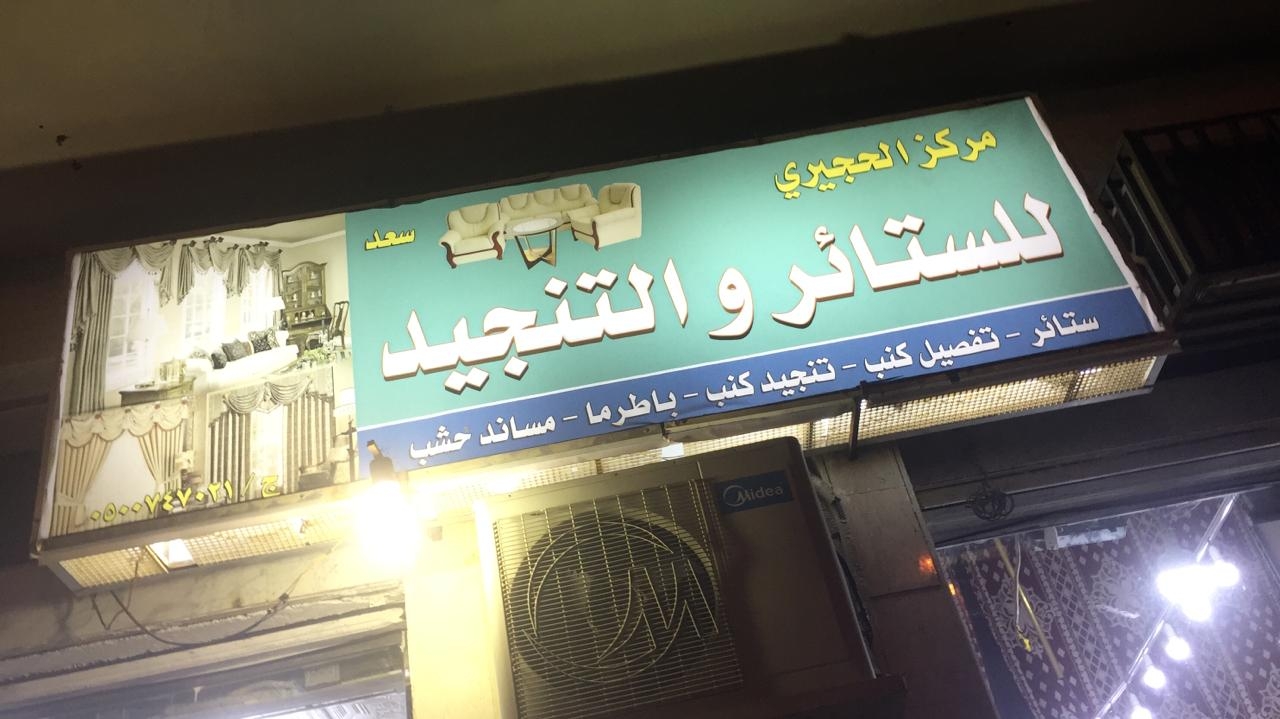 مركز الحجيري
سعد
للستائر و التنجيد
ستائر - تفصيل كنب - تنجيد كنب - باطرما - مساند خشب
ج / ٠٥٠٠٧٤٧٠٢١
Midea